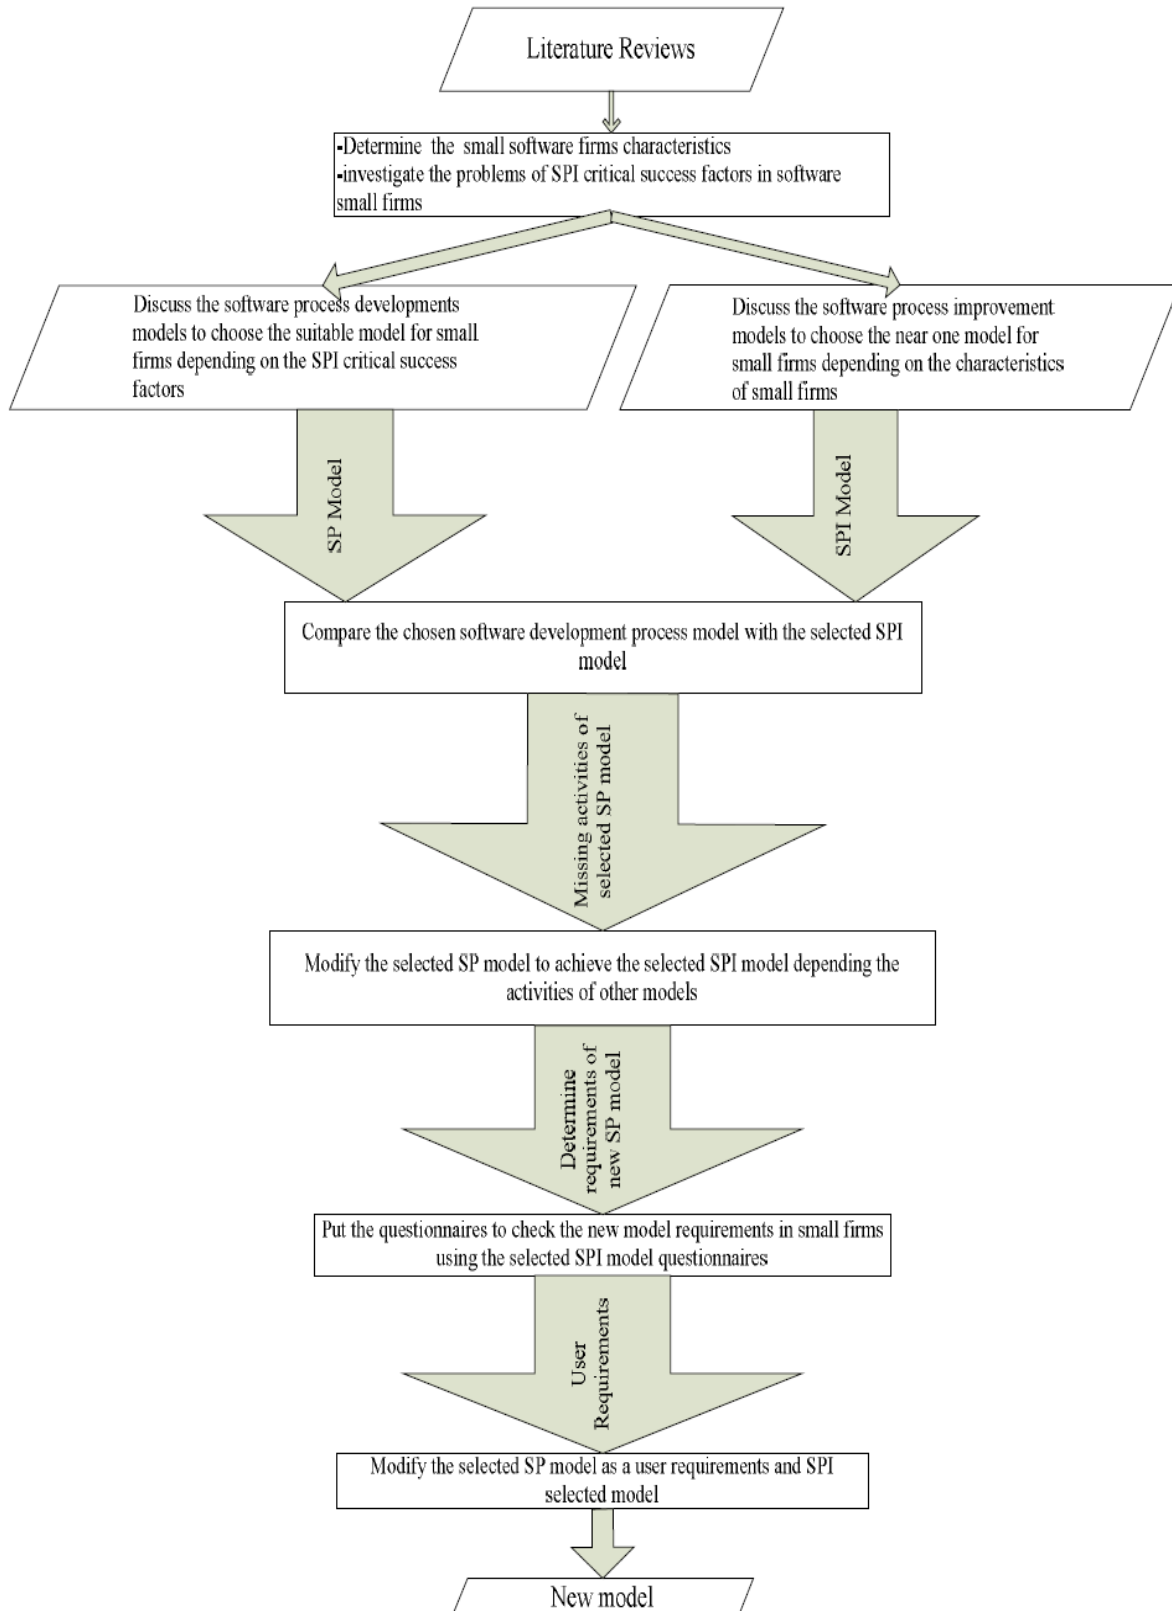 Literature Reviews
-Determine the small software firms characteristics
-investigate the problems of SPI critical success factors in software
small firms
Discuss the software process developments
models to choose the suitable model for small
firms depending on the SPI critical success
factors
Discuss the software process improvement
models to choose the near one model for
small firms depending on the characteristics
of small firms
SP Model
SPI Model
Compare the chosen software development process model with the selected SPI
model
Missing activities of
selected SP model
Modify the selected SP model to achieve the selected SPI model depending the
activities of other models
Determine
requirements of
new SP model
Put the questionnaires to check the new model requirements in small firms
using the selected SPI model questionnaires
User
Requirements
Modify the selected SP model as a user requirements and SPI
selected model
New model